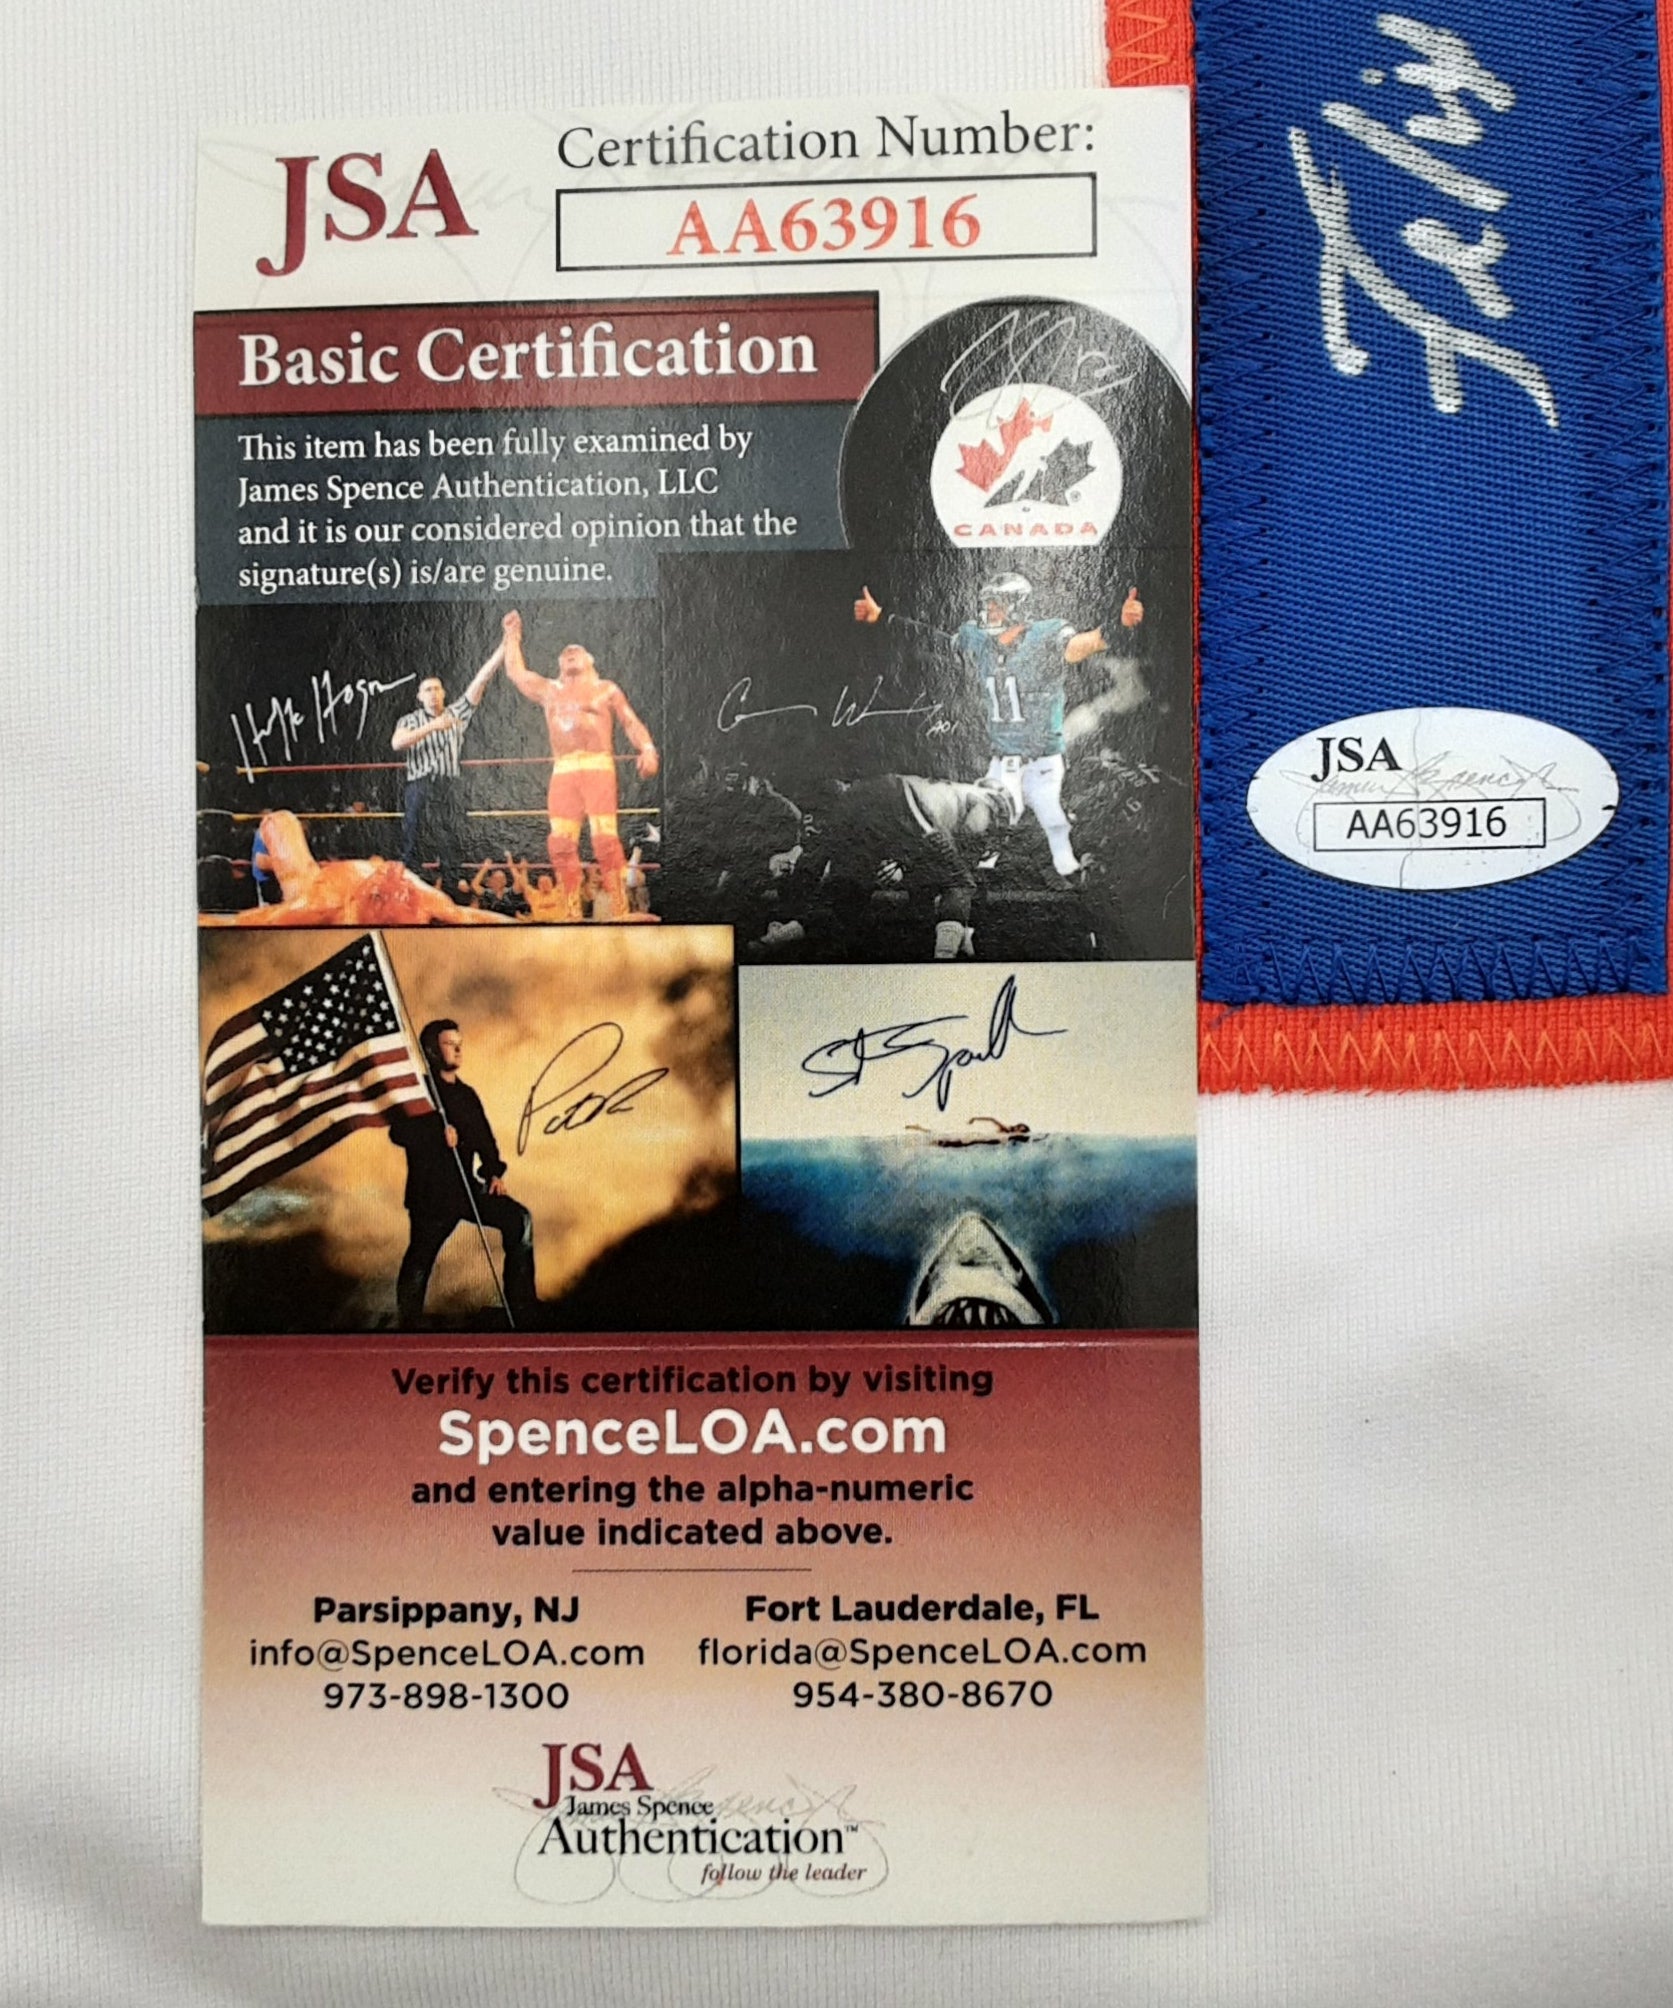 JSA
Certification Number:
AA63916
Basic Certification
This item has been fully examined by
James Spence Authentication, LLC
and it is our considered opinion that the
signature(s) is/are genuine.
CANADA
Hulk Hogan
11
JSA
AA63916
Verify this certification by visiting
SpenceLOA.com
and entering the alpha-numeric
value indicated above.
Parsippany, NJ
info@SpenceLOA.com
973-898-1300
Fort Lauderdale, FL
florida@SpenceLOA.com
954-380-8670
JSA
James Spence
Authentication™
follow the leader